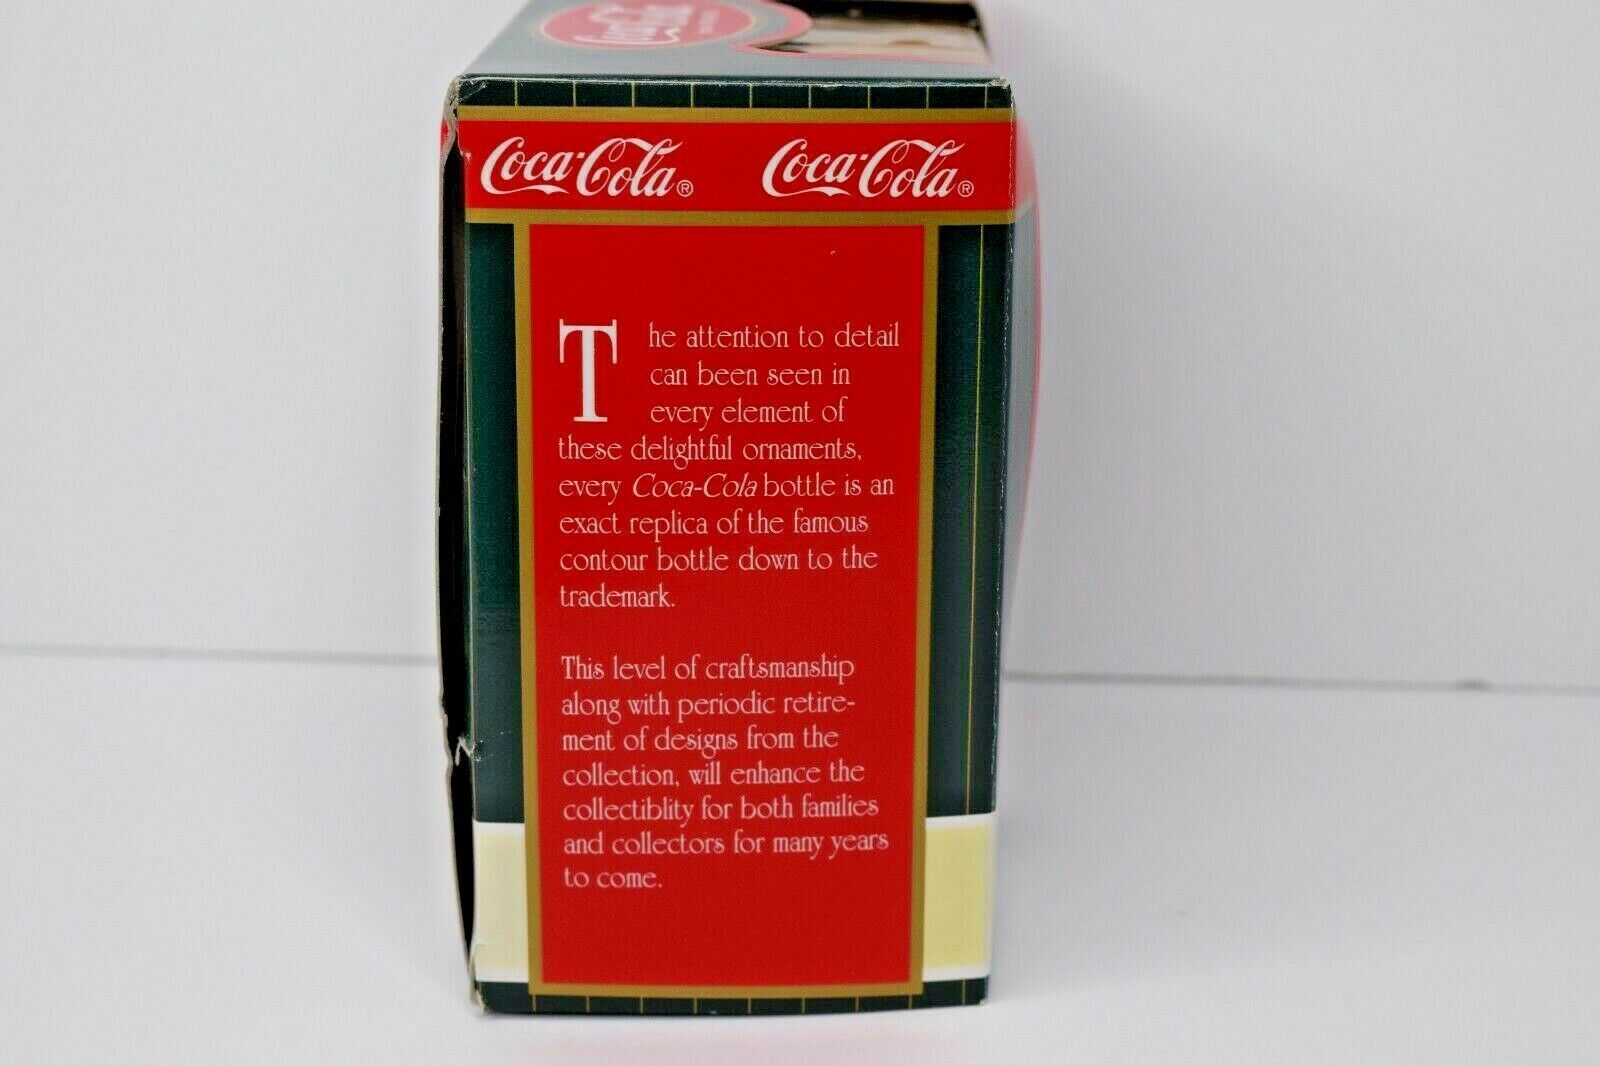 Coca-Cola
Coca-Cola® Coca-Cola®
The attention to detail
can been seen in
every element of
these delightful ornaments,
every Coca-Cola bottle is an
exact replica of the famous
contour bottle down to the
trademark.
This level of craftsmanship
along with periodic retire-
ment of designs from the
collection, will enhance the
collectiblity for both families
and collectors for many years
to come.